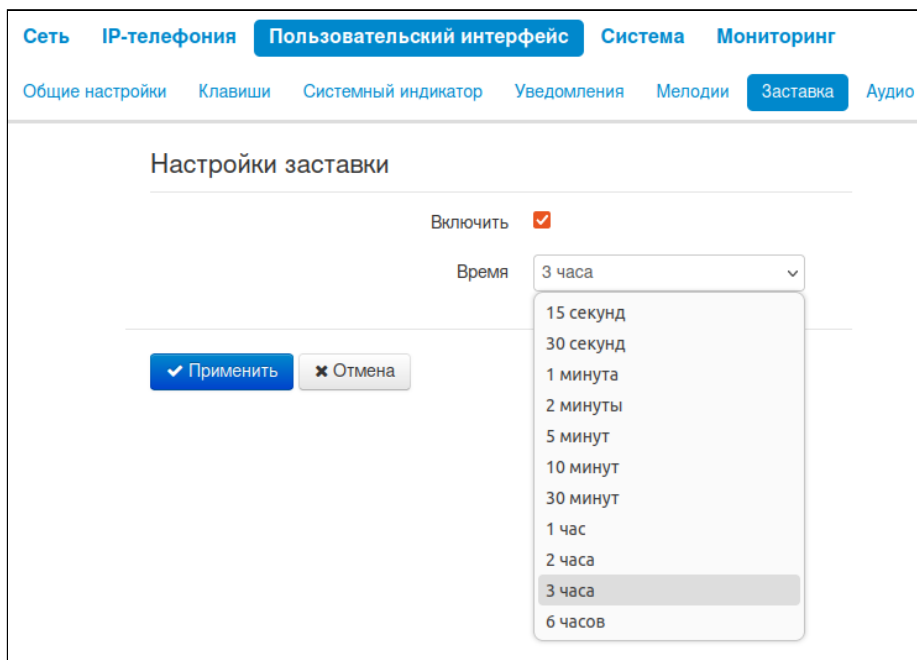 Сеть IP-телефония Пользовательский интерфейс Система Мониторинг
Общие настройки Клавиши Системный индикатор Уведомления Мелодии Заставка Аудио
Настройки заставки
Включить
Время 3 часа
15 секунд
30 секунд
1 минута
2 минуты
5 минут
10 минут
30 минут
1 час
2 часа
3 часа
6 часов
Применить Отмена